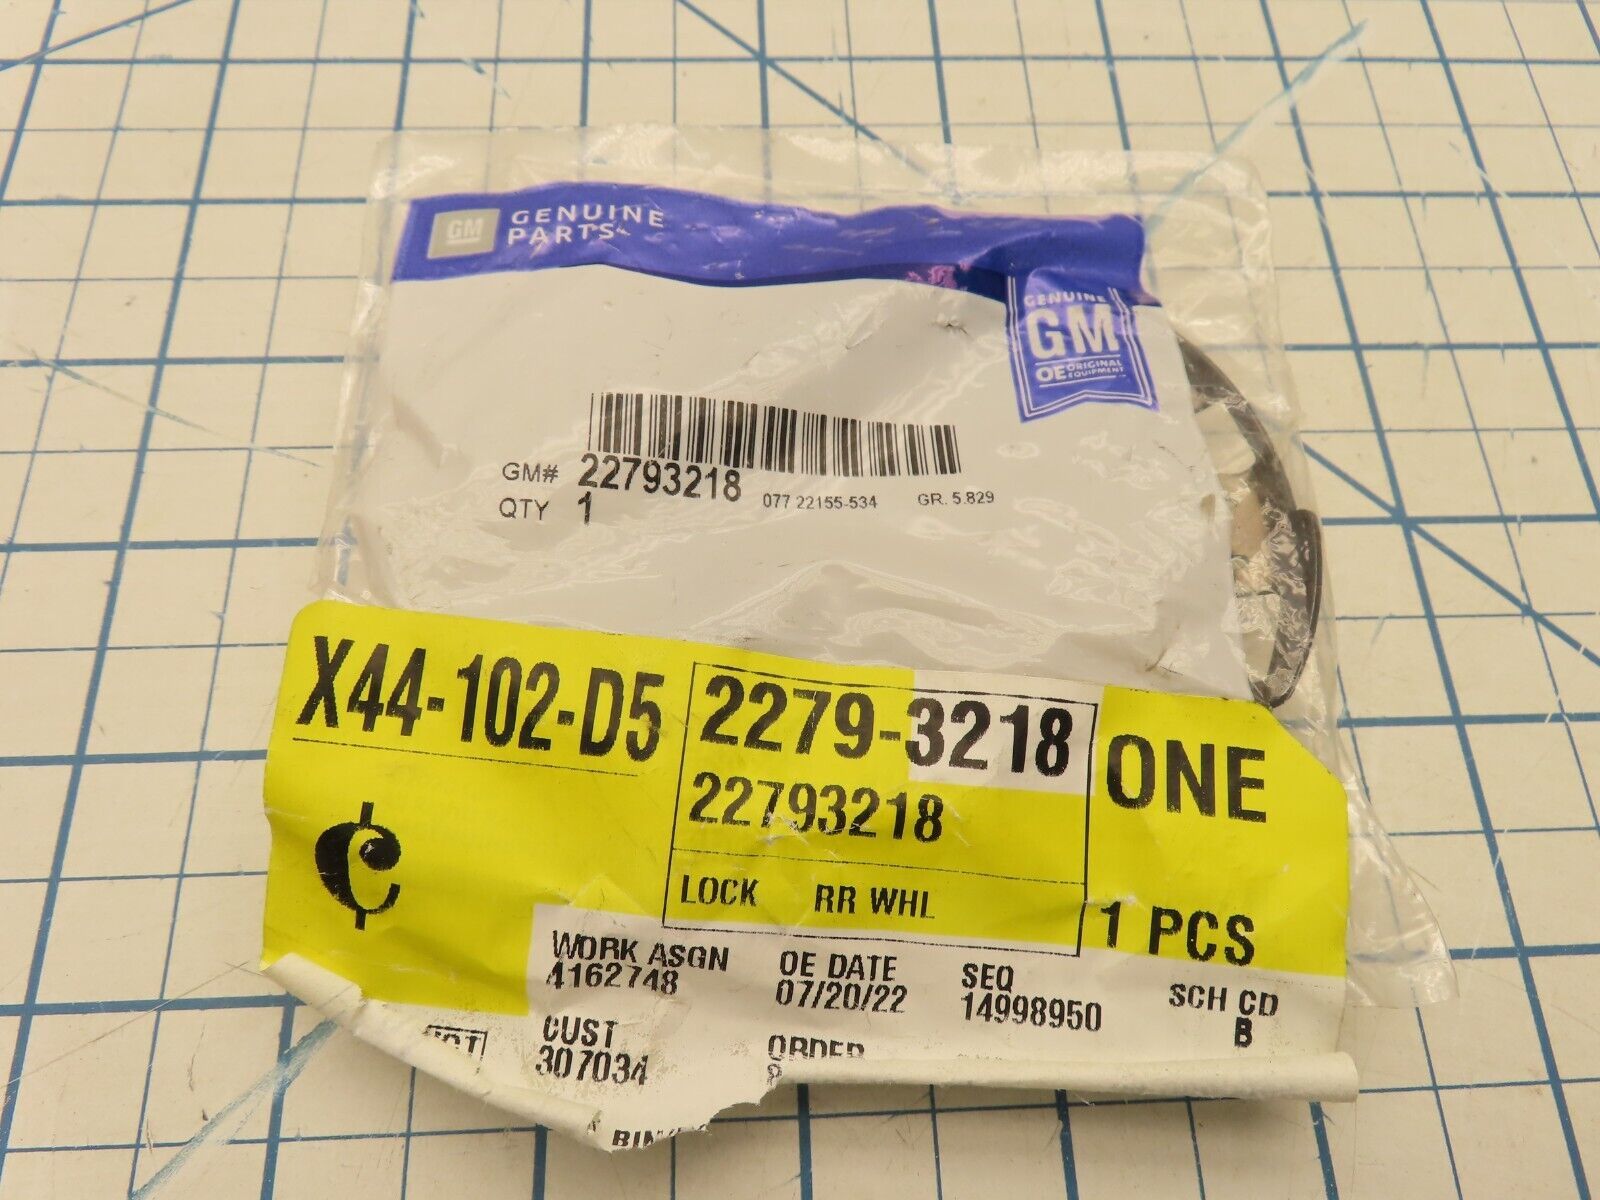 GM GENUINE
PARTS
GENUINE
GM
OE ORIGINAL
EQUIPMENT
GM# 22793218 077 22155-534 GR. 5.829
QTY 1
X44-102-D5
2279-3218
22793218
ONE
¢
LOCK RR WHL
1 PCS
WORK ASGN
4162748
OE DATE
07/20/22
SEQ
14998950
SCH CD
B
CUST
307034
ORDER